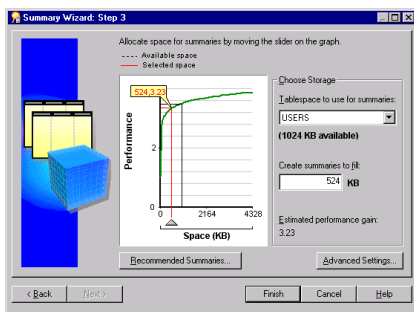 Summary Wizard: Step 3
Allocate space for summaries by moving the slider on the graph.
---- Available space
—— Selected space
524,3.23
Performance
2
0
0 2164 4328
Space (KB)
Choose Storage
Tablespace to use for summaries:
USERS
(1024 KB available)
Create summaries to fill:
524 KB
Estimated performance gain:
3.23
Recommended Summaries...
Advanced Settings...
< Back
Next >
Finish
Cancel
Help